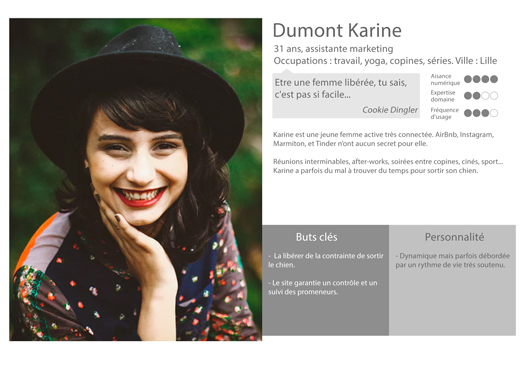 Dumont Karine
31 ans, assistante marketing
Occupations : travail, yoga, copines, séries. Ville : Lille
Etre une femme libérée, tu sais,
c'est pas si facile...
Cookie Dingler
Aisance
numérique
Expertise
domaine
Fréquence
d'usage
Karine est une jeune femme active très connectée. AirBnb, Instagram,
Marmiton, et Tinder n'ont aucun secret pour elle.
Réunions interminables, after-works, soirées entre copines, cinés, sport...
Karine a parfois du mal à trouver du temps pour sortir son chien.
Buts clés
- La libérer de la contrainte de sortir
le chien.
- Le site garantie un contrôle et un
suivi des promeneurs.
Personnalité
- Dynamique mais parfois débordée
par un rythme de vie très soutenu.